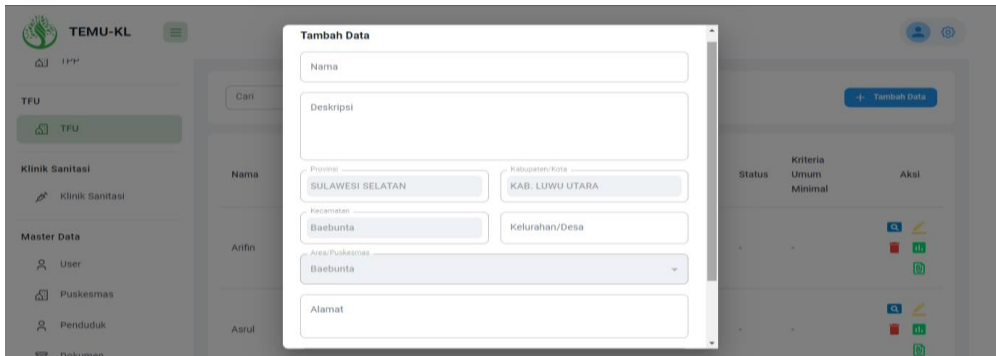 TEMU-KL
TPP
TFU
TFU
Klinik Sanitasi
Klinik Sanitasi
Master Data
User
Puskesmas
Penduduk
Dokumen
Cari
+ Tambah Data
Nama
Status
Kriteria
Umum
Minimal
Aksi
Arifin
-
-
Asrul
-
-
Tambah Data
Nama
Deskripsi
Provinsi
SULAWESI SELATAN
Kabupaten/Kota
KAB. LUWU UTARA
Kecamatan
Baebunta
Kelurahan/Desa
Area/Puskesmas
Baebunta
Alamat